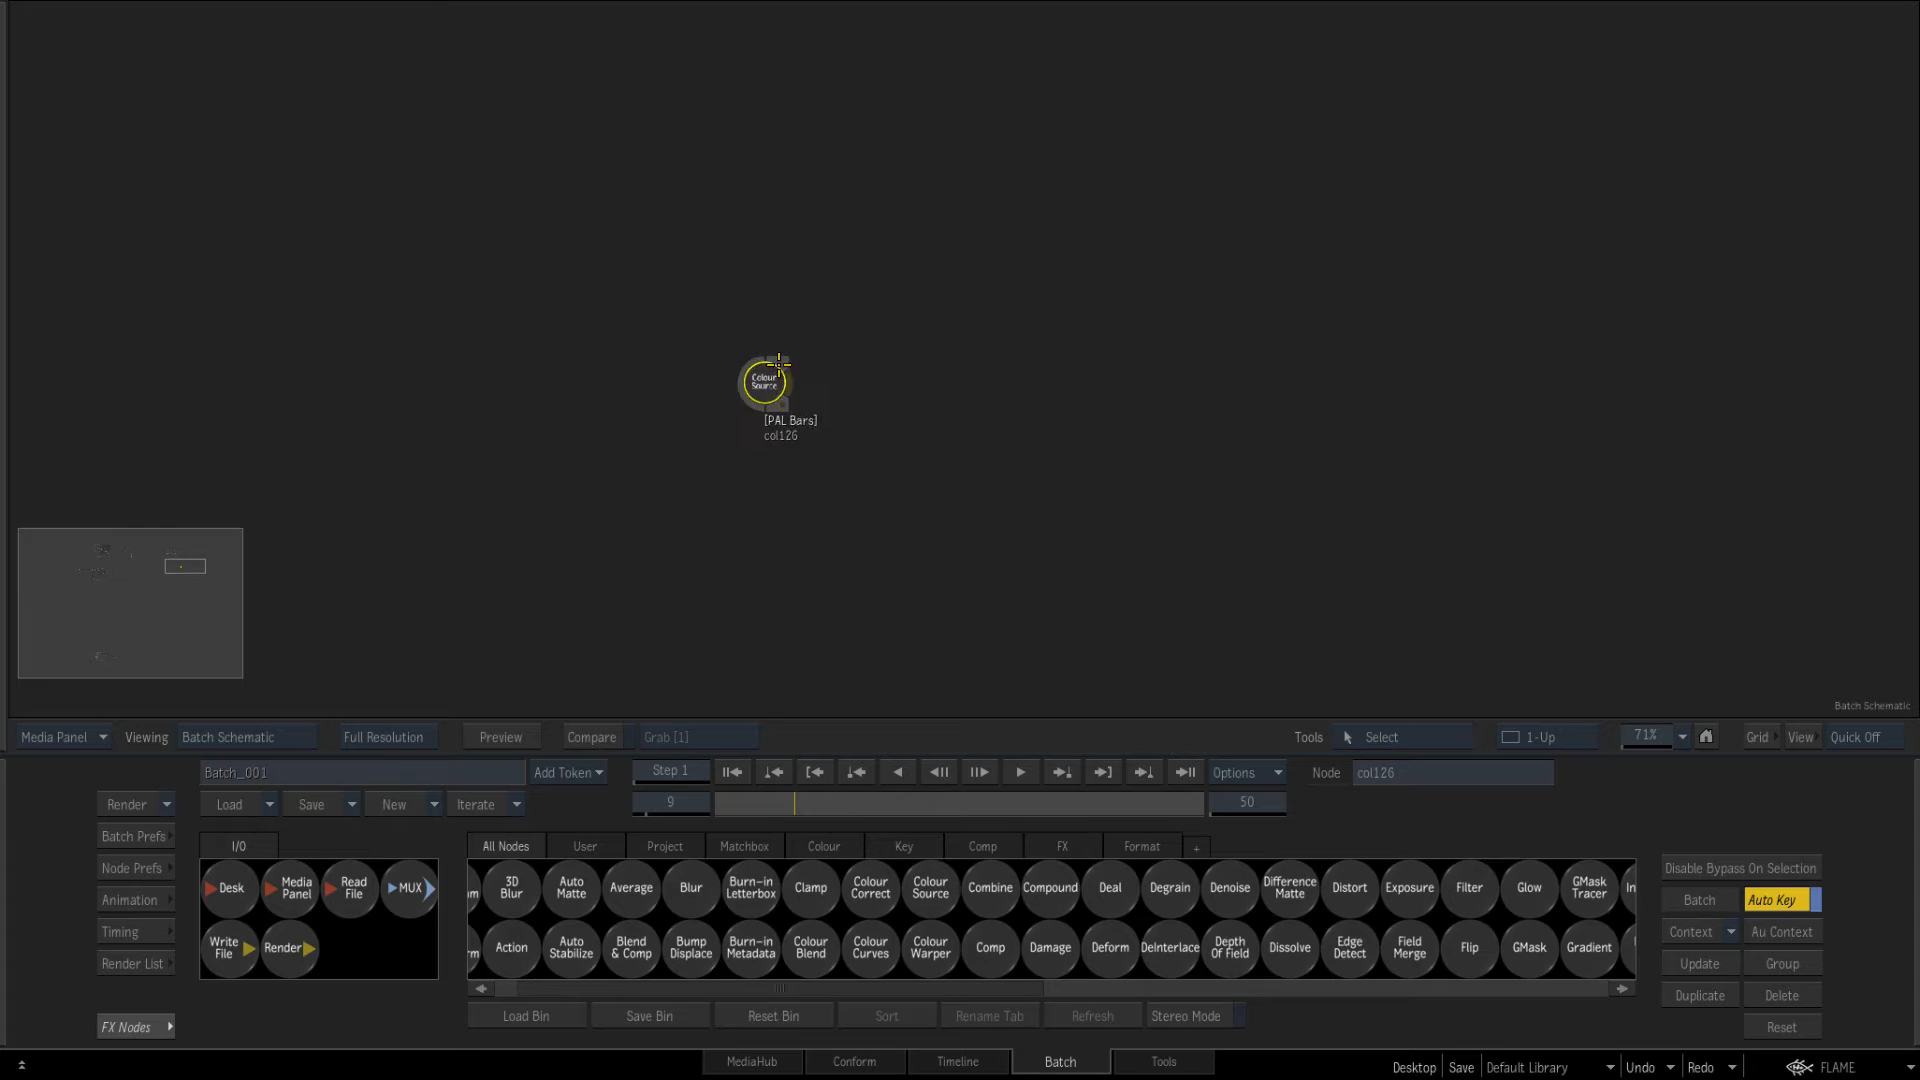 Colour
Source
[PAL Bars]
col126
Batch Schematic
Media Panel
Viewing
Batch Schematic
Full Resolution
Preview
Compare
Grab [1]
Tools
Select
1-Up
71%
Grid
View
Quick Off
Batch_001
Add Token
Step 1
Options
Node
col126
Render
Load
Save
New
Iterate
9
50
Batch Prefs
Node Prefs
Animation
Timing
Render List
FX Nodes
I/O
Desk
Media
Panel
Read
File
MUX
Write
File
Render
All Nodes
User
Project
Matchbox
Colour
Key
Comp
FX
Format
+
3D
Blur
Auto
Matte
Average
Blur
Burn-in
Letterbox
Clamp
Colour
Correct
Colour
Source
Combine
Compound
Deal
Degrain
Denoise
Difference
Matte
Distort
Exposure
Filter
Glow
GMask
Tracer
In
Action
Auto
Stabilize
Blend
& Comp
Bump
Displace
Burn-in
Metadata
Colour
Blend
Colour
Curves
Colour
Warper
Comp
Damage
Deform
DeInterlace
Depth
Of Field
Dissolve
Edge
Detect
Field
Merge
Flip
GMask
Gradient
Load Bin
Save Bin
Reset Bin
Sort
Rename Tab
Refresh
Stereo Mode
Disable Bypass On Selection
Batch
Auto Key
Context
Au Context
Update
Group
Duplicate
Delete
Reset
MediaHub
Conform
Timeline
Batch
Tools
Desktop
Save
Default Library
Undo
Redo
FLAME